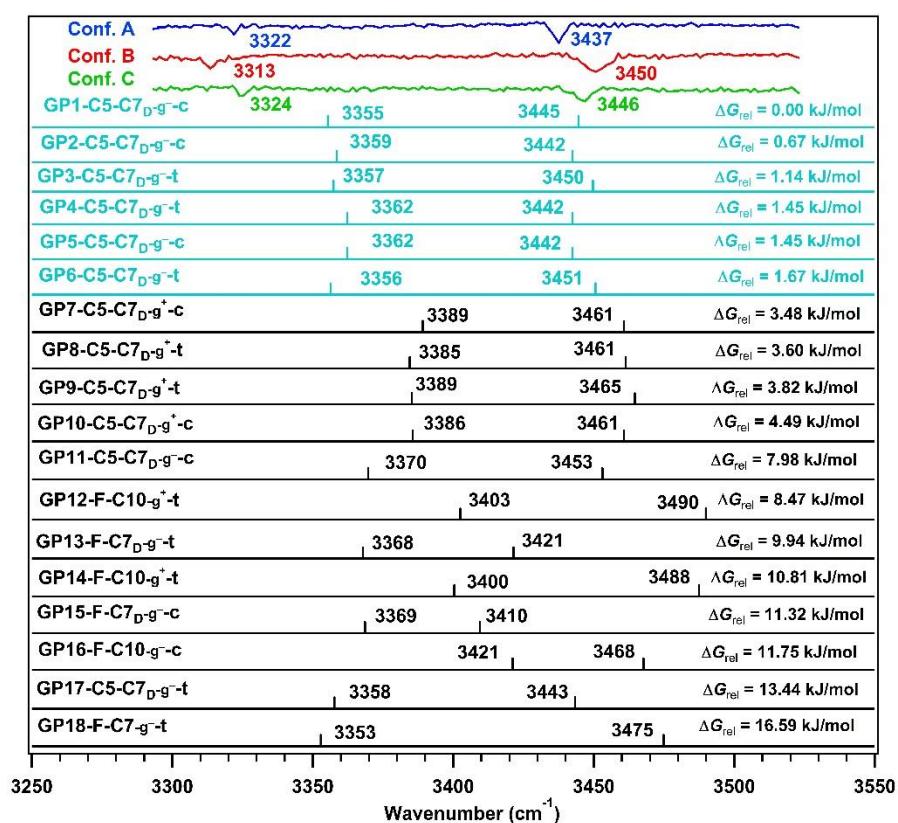 Conf. A 3322 3437
Conf. B 3313 3450
Conf. C 3324 3446
GP1-C5-C7D-g⁻-c 3355 3445 ΔGrel = 0.00 kJ/mol
GP2-C5-C7D-g⁻-c 3359 3442 ΔGrel = 0.67 kJ/mol
GP3-C5-C7D-g⁻-t 3357 3450 ΔGrel = 1.14 kJ/mol
GP4-C5-C7D-g⁻-t 3362 3442 ΔGrel = 1.45 kJ/mol
GP5-C5-C7D-g⁻-c 3362 3442 ΛGrel = 1.45 kJ/mol
GP6-C5-C7D-g⁻-t 3356 3451 ΔGrel = 1.67 kJ/mol
GP7-C5-C7D-g⁺-c 3389 3461 ΔGrel = 3.48 kJ/mol
GP8-C5-C7D-g⁺-t 3385 3461 ΔGrel = 3.60 kJ/mol
GP9-C5-C7D-g⁺-t 3389 3465 ΛGrel = 3.82 kJ/mol
GP10-C5-C7D-g⁺-c 3386 3461 ΛGrel = 4.49 kJ/mol
GP11-C5-C7D-g⁻-c 3370 3453 ΔGrel = 7.98 kJ/mol
GP12-F-C10-g⁺-t 3403 3490 ΛGrel = 8.47 kJ/mol
GP13-F-C7D-g⁻-t 3368 3421 ΔGrel = 9.94 kJ/mol
GP14-F-C10-g⁺-t 3400 3488 ΛGrel = 10.81 kJ/mol
GP15-F-C7D-g⁻-c 3369 3410 ΔGrel = 11.32 kJ/mol
GP16-F-C10-g⁻-c 3421 3468 ΔGrel = 11.75 kJ/mol
GP17-C5-C7D-g⁻-t 3358 3443 ΔGrel = 13.44 kJ/mol
GP18-F-C7-g⁻-t 3353 3475 ΔGrel = 16.59 kJ/mol
3250 3300 3350 3400 3450 3500 3550
Wavenumber (cm⁻¹)